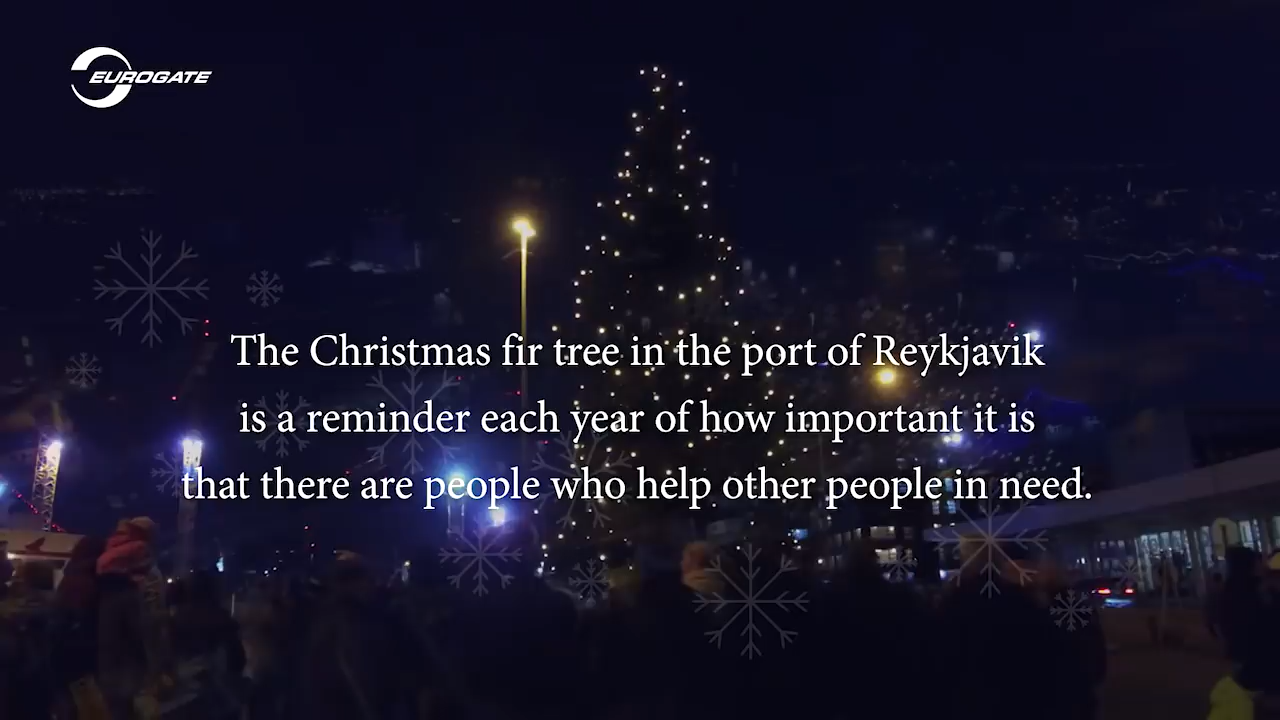 EUROGATE
The Christmas fir tree in the port of Reykjavik
is a reminder each year of how important it is
that there are people who help other people in need.